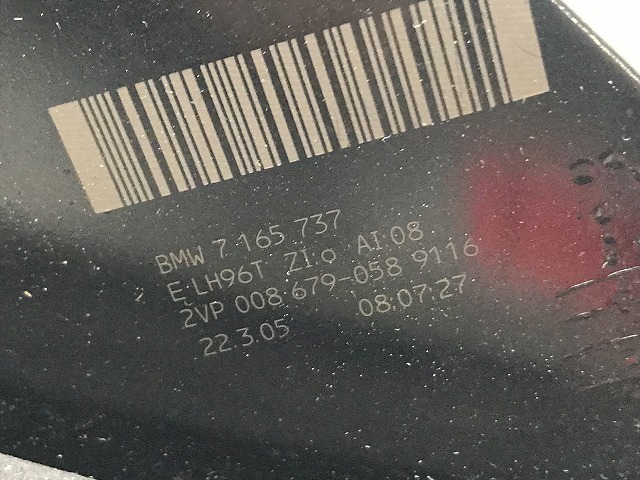 BMW 7 165 737
E LH96T ZI.0 AI.08
2VP 008 679-058 9116
22.3.05 08:07:27